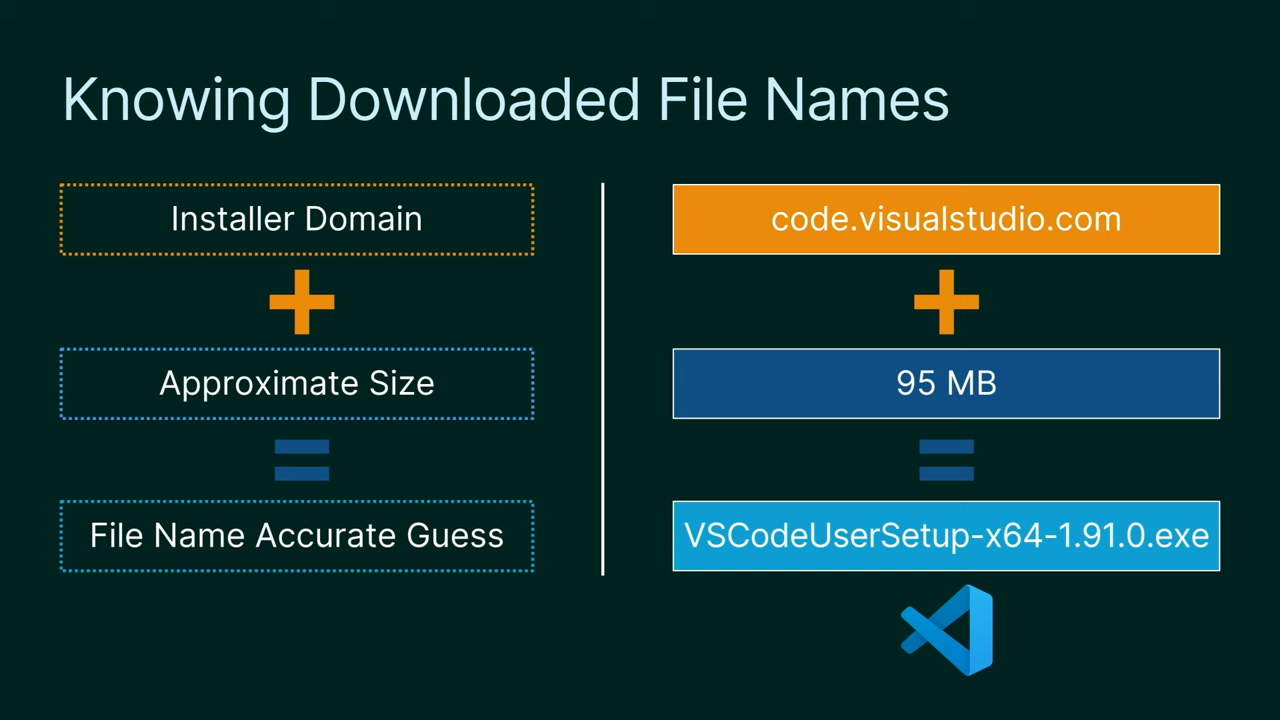 Knowing Downloaded File Names
Installer Domain
+
Approximate Size
=
File Name Accurate Guess
code.visualstudio.com
+
95 MB
=
VSCodeUserSetup-x64-1.91.0.exe